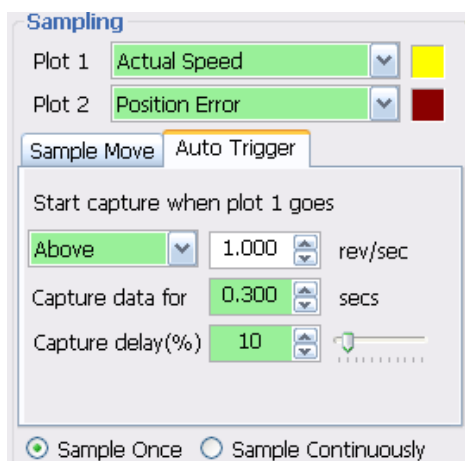 Sampling
Plot 1 Actual Speed
Plot 2 Position Error
Sample Move Auto Trigger
Start capture when plot 1 goes
Above 1.000 rev/sec
Capture data for 0.300 secs
Capture delay(%) 10
Sample Once Sample Continuously